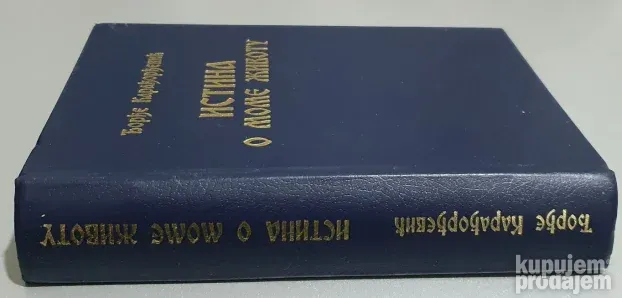 Ђорђе Карађорђевић
ИСТИНА
О МОМЕ ЖИВОТУ
Ђорђе Карађорђевић
ИСТИНА О МОМЕ ЖИВОТУ
kupujem
prodajem